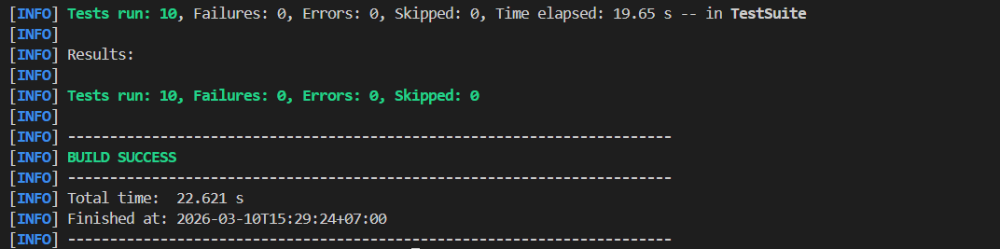 [INFO] Tests run: 10, Failures: 0, Errors: 0, Skipped: 0, Time elapsed: 19.65 s -- in TestSuite
[INFO]
[INFO] Results:
[INFO]
[INFO] Tests run: 10, Failures: 0, Errors: 0, Skipped: 0
[INFO]
[INFO] ------------------------------------------------------------------------
[INFO] BUILD SUCCESS
[INFO] ------------------------------------------------------------------------
[INFO] Total time:  22.621 s
[INFO] Finished at: 2026-03-10T15:29:24+07:00
[INFO] ------------------------------------------------------------------------